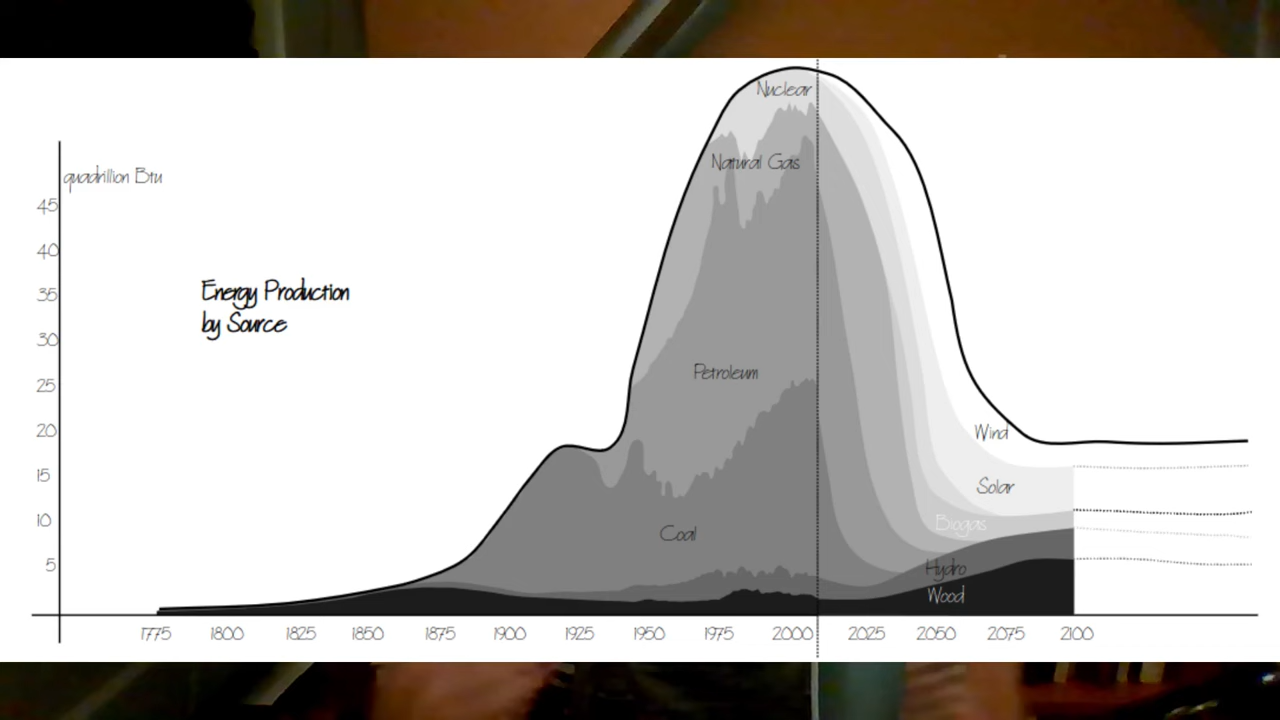 Nuclear
Natural Gas
quadrillion Btu
45
40
Energy Production
by Source
35
30
Petroleum
25
20
Wind
15
Solar
10
Biogas
Coal
5
Hydro
Wood
1775 1800 1825 1850 1875 1900 1925 1950 1975 2000 2025 2050 2075 2100